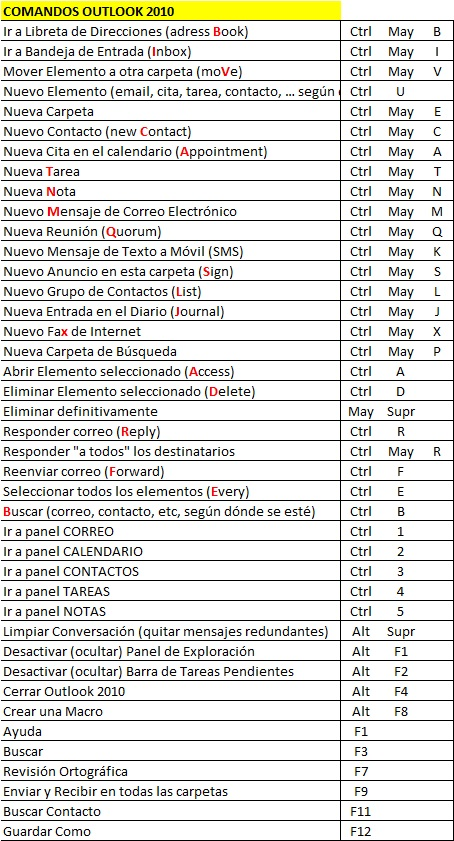 COMANDOS OUTLOOK 2010
Ir a Libreta de Direcciones (adress Book) Ctrl May B
Ir a Bandeja de Entrada (Inbox) Ctrl May I
Mover Elemento a otra carpeta (moVe) Ctrl May V
Nuevo Elemento (email, cita, tarea, contacto, ... según Ctrl U
Nueva Carpeta Ctrl May E
Nuevo Contacto (new Contact) Ctrl May C
Nueva Cita en el calendario (Appointment) Ctrl May A
Nueva Tarea Ctrl May T
Nueva Nota Ctrl May N
Nuevo Mensaje de Correo Electrónico Ctrl May M
Nueva Reunión (Quorum) Ctrl May Q
Nuevo Mensaje de Texto a Móvil (SMS) Ctrl May K
Nuevo Anuncio en esta carpeta (Sign) Ctrl May S
Nuevo Grupo de Contactos (List) Ctrl May L
Nueva Entrada en el Diario (Journal) Ctrl May J
Nuevo Fax de Internet Ctrl May X
Nueva Carpeta de Búsqueda Ctrl May P
Abrir Elemento seleccionado (Access) Ctrl A
Eliminar Elemento seleccionado (Delete) Ctrl D
Eliminar definitivamente May Supr
Responder correo (Reply) Ctrl R
Responder "a todos" los destinatarios Ctrl May R
Reenviar correo (Forward) Ctrl F
Seleccionar todos los elementos (Every) Ctrl E
Buscar (correo, contacto, etc, según dónde se esté) Ctrl B
Ir a panel CORREO Ctrl 1
Ir a panel CALENDARIO Ctrl 2
Ir a panel CONTACTOS Ctrl 3
Ir a panel TAREAS Ctrl 4
Ir a panel NOTAS Ctrl 5
Limpiar Conversación (quitar mensajes redundantes) Alt Supr
Desactivar (ocultar) Panel de Exploración Alt F1
Desactivar (ocultar) Barra de Tareas Pendientes Alt F2
Cerrar Outlook 2010 Alt F4
Crear una Macro Alt F8
Ayuda F1
Buscar F3
Revisión Ortográfica F7
Enviar y Recibir en todas las carpetas F9
Buscar Contacto F11
Guardar Como F12